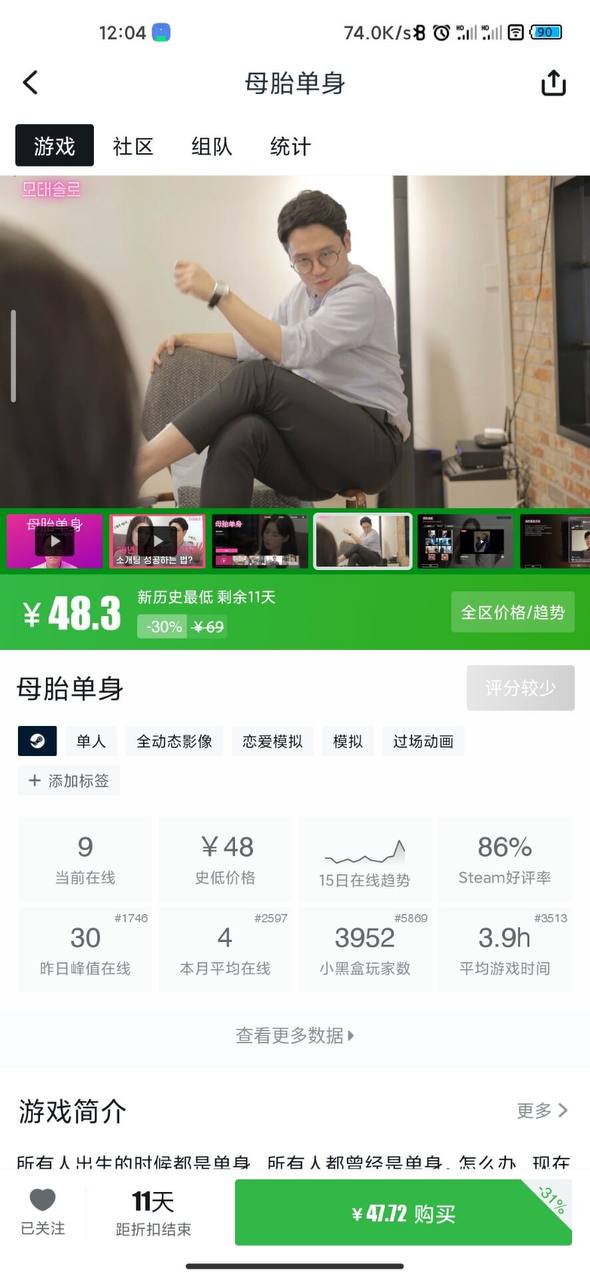 12:04 74.0K/s HD HD 90
母胎单身
游戏 社区 组队 统计
모태솔로
母胎单身
소개팅 성공하는 법?
母胎单身
¥48.3 新历史最低 剩余11天
-30% ¥69
全区价格/趋势
母胎单身 评分较少
单人 全动态影像 恋爱模拟 模拟 过场动画
+ 添加标签
9 ¥48 86%
当前在线 史低价格 15日在线趋势 Steam好评率
#1746 #2597 #5869 #3513
30 4 3952 3.9h
昨日峰值在线 本月平均在线 小黑盒玩家数 平均游戏时间
查看更多数据
游戏简介 更多
所有人出生的时候都是单身 所有人都曾经是单身. 怎么办 现在
已关注
11天
距折扣结束
¥47.72 购买
-31%